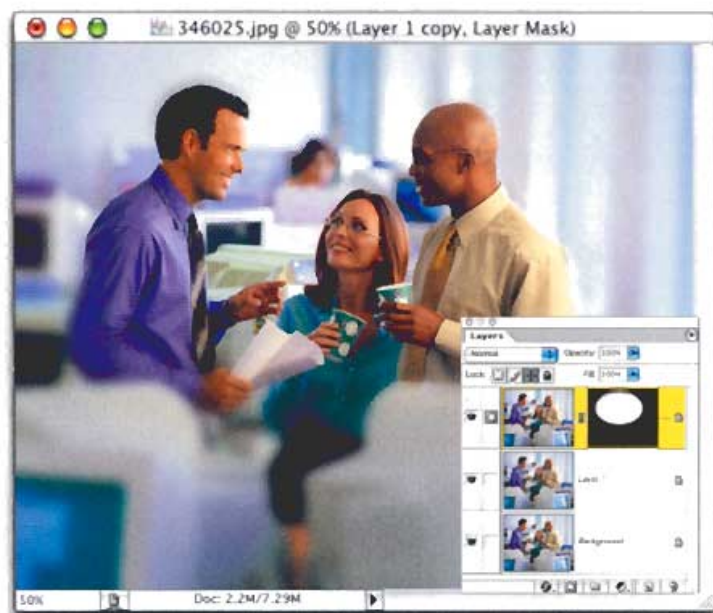 346025.jpg @ 50% (Layer 1 copy, Layer Mask)
Layers
Normal
Opacity: 100%
Lock:
Fill: 100%
Background
50%
Doc: 2.2M/7.29M